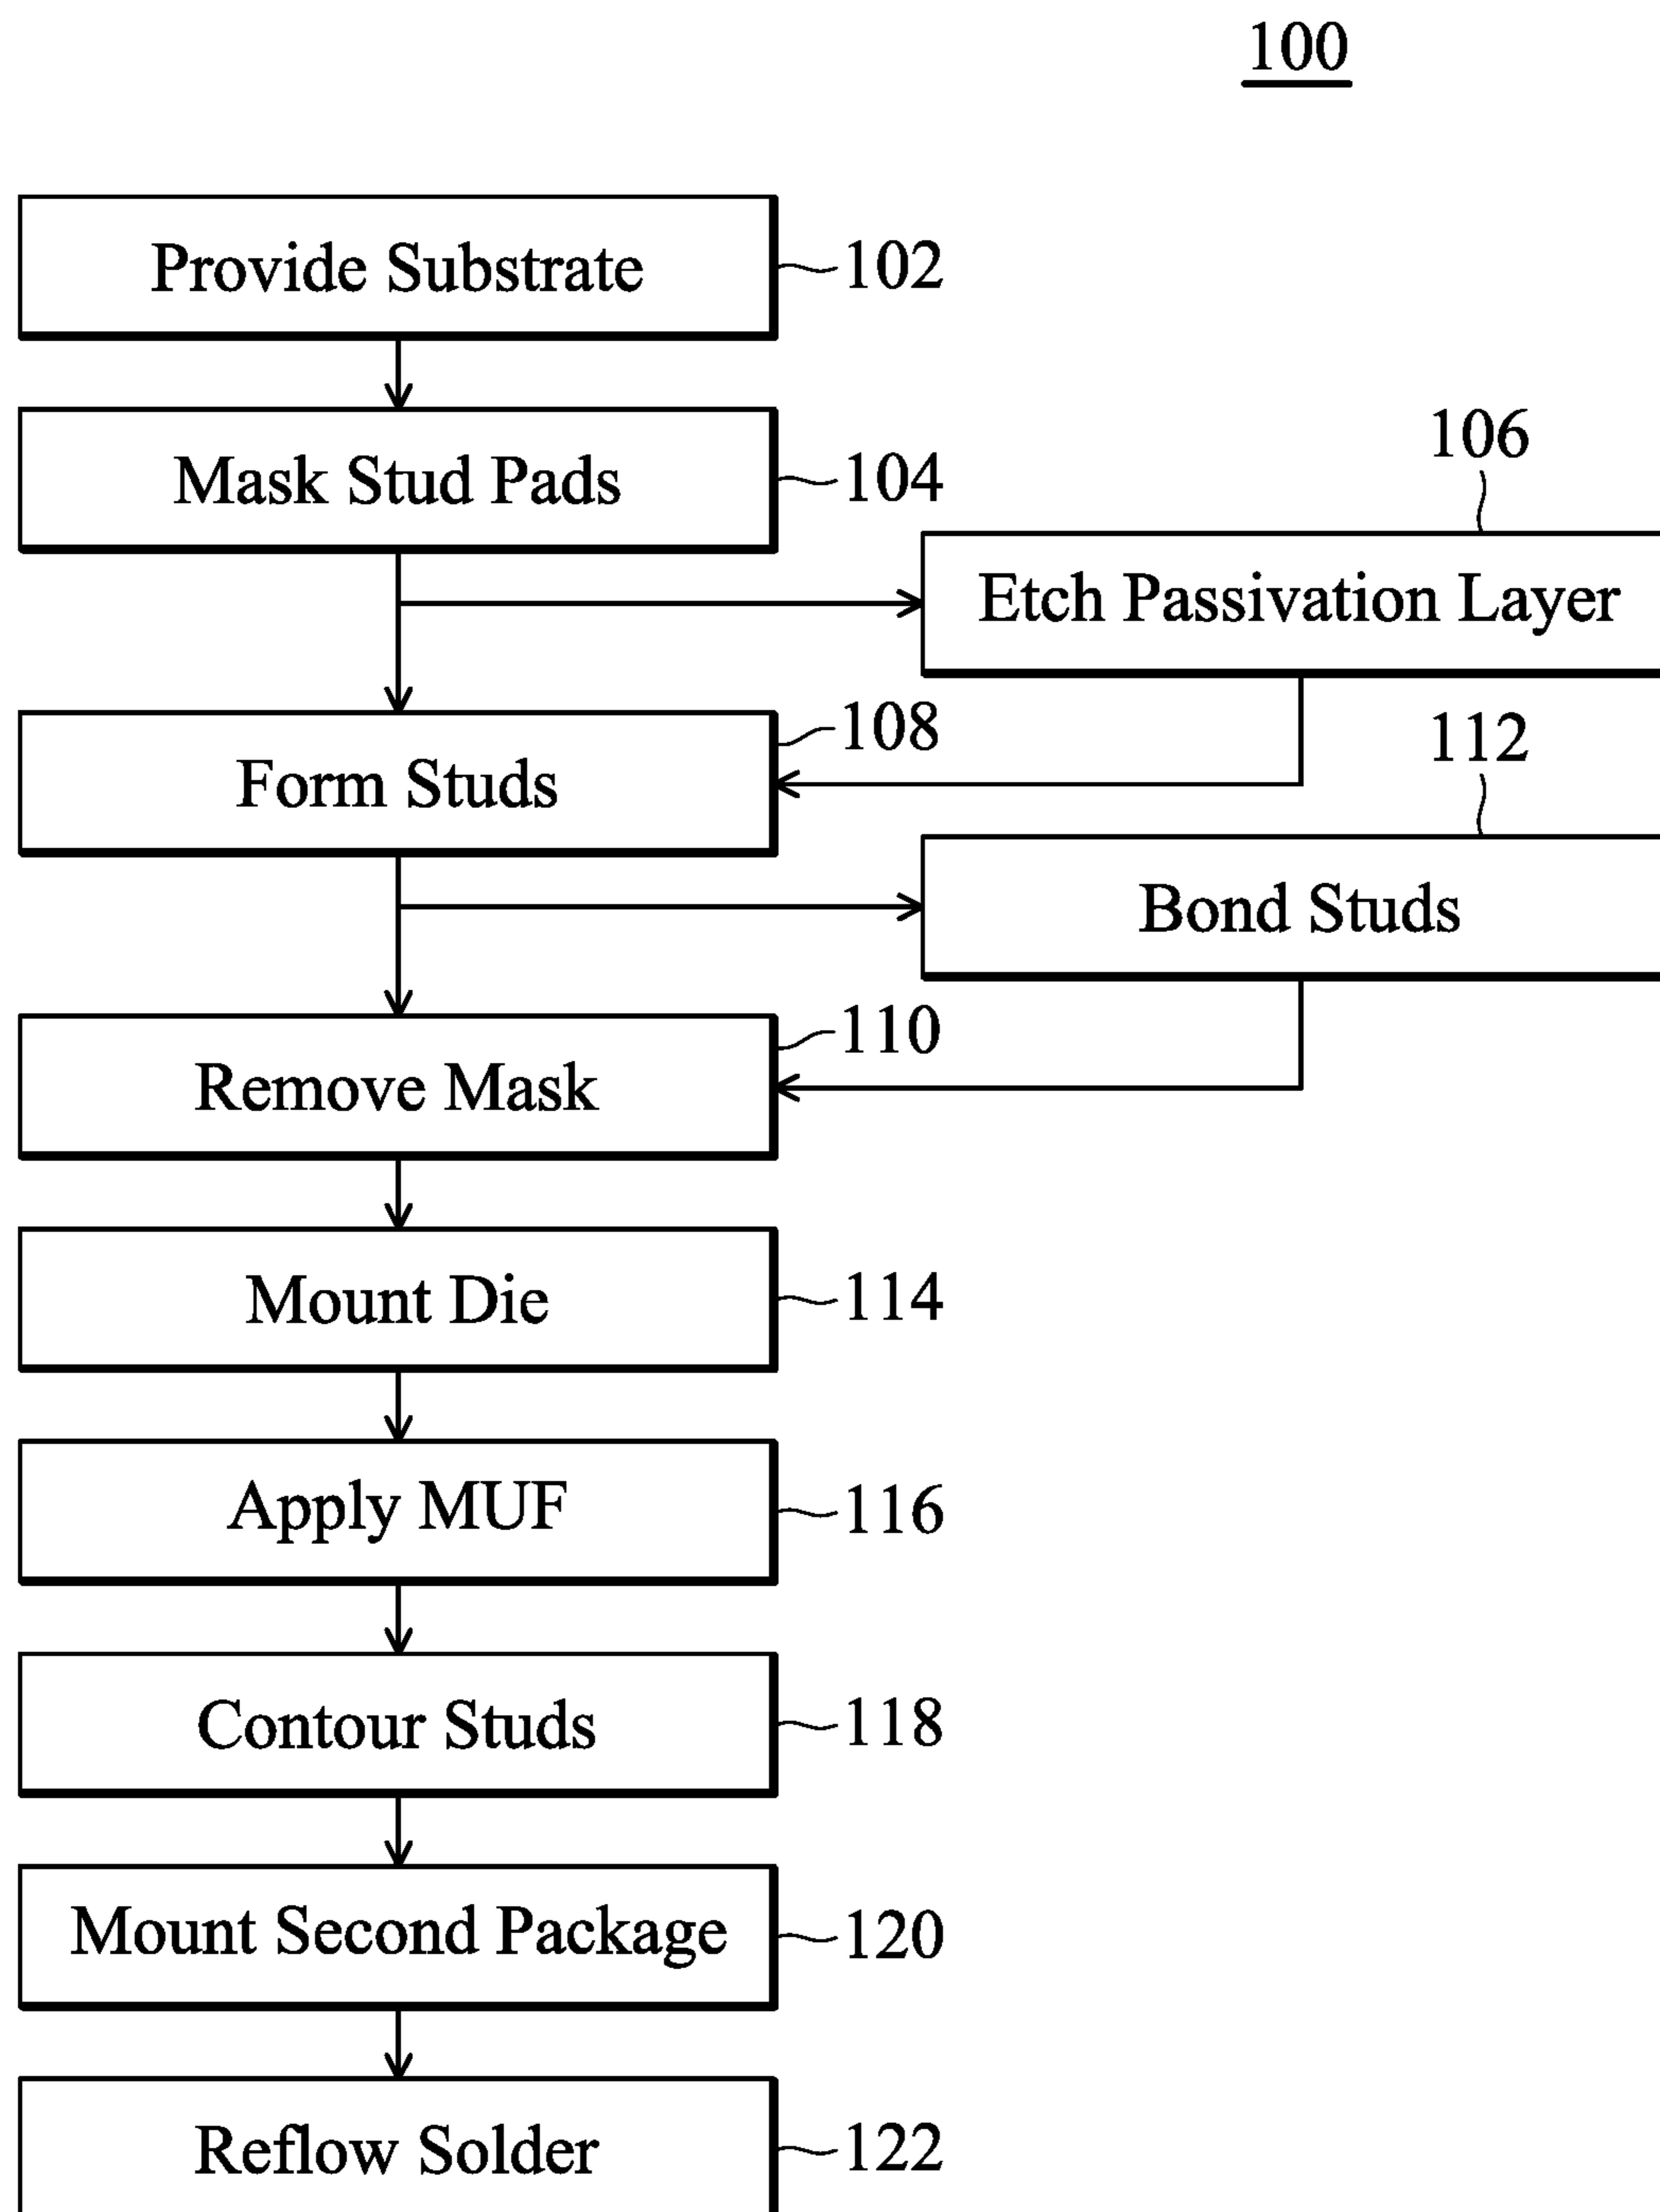 100
Provide Substrate
102
Mask Stud Pads
104
106
Etch Passivation Layer
108
Form Studs
112
Bond Studs
110
Remove Mask
Mount Die
114
Apply MUF
116
Contour Studs
118
Mount Second Package
120
Reflow Solder
122